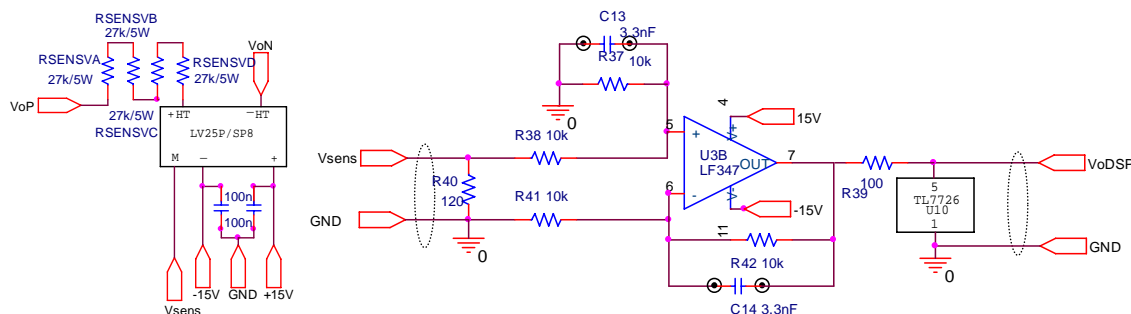 RSENSVB
27k/5W
VoN
RSENSVA
27k/5W
RSENSVD
27k/5W
VoP
27k/5W
RSENSVC
+HT
-HT
LV25P/SP8
M
-
+
100n
100n
Vsens
-15V
GND
+15V
C13
3.3nF
R37
10k
0
Vsens
R38 10k
R40
120
GND
R41 10k
0
5
+
4
V+
15V
U3B
LF347
OUT
7
6
-
V-
-15V
11
R42 10k
C14 3.3nF
R39
100
VoDSP
5
TL7726
U10
1
GND
0